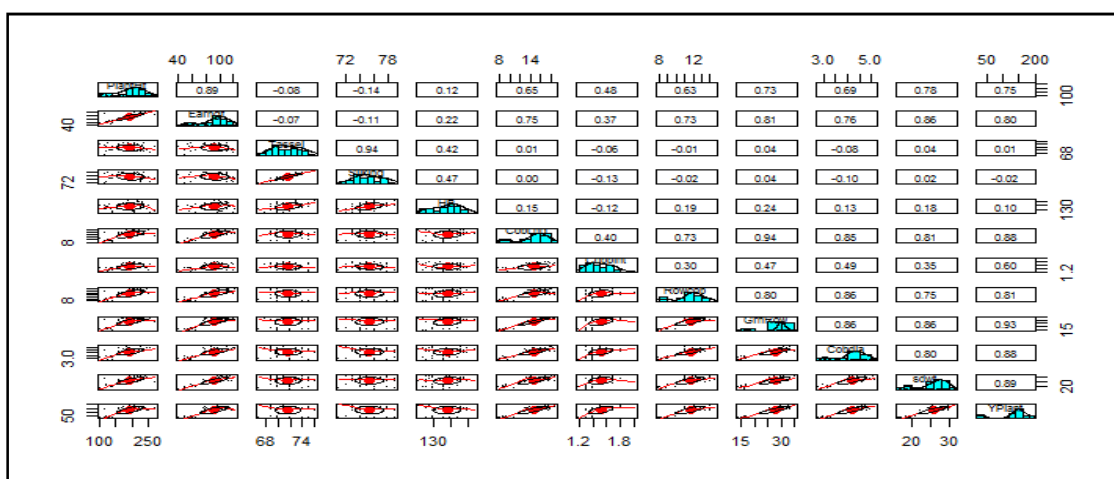 40 100 72 78 8 14 8 12 3.0 5.0 50 200
PlantHt 0.89 -0.08 -0.14 0.12 0.65 0.48 0.63 0.73 0.69 0.78 0.75 100
40 EarnHt -0.07 -0.11 0.22 0.75 0.37 0.73 0.81 0.76 0.86 0.80
Tassel 0.94 0.42 0.01 -0.06 -0.01 0.04 -0.08 0.04 0.01 68
72 0.47 0.00 -0.13 -0.02 0.04 -0.10 0.02 -0.02
0.15 -0.12 0.19 0.24 0.13 0.18 0.10 130
8 0.40 0.73 0.94 0.85 0.81 0.88
0.30 0.47 0.49 0.35 0.60 1.2
8 0.80 0.86 0.75 0.81
0.86 0.86 0.93 15
3.0 Cobdia 0.80 0.88
sdwt 0.89 20
50 YPlant
100 250 68 74 130 1.2 1.8 15 30 20 30